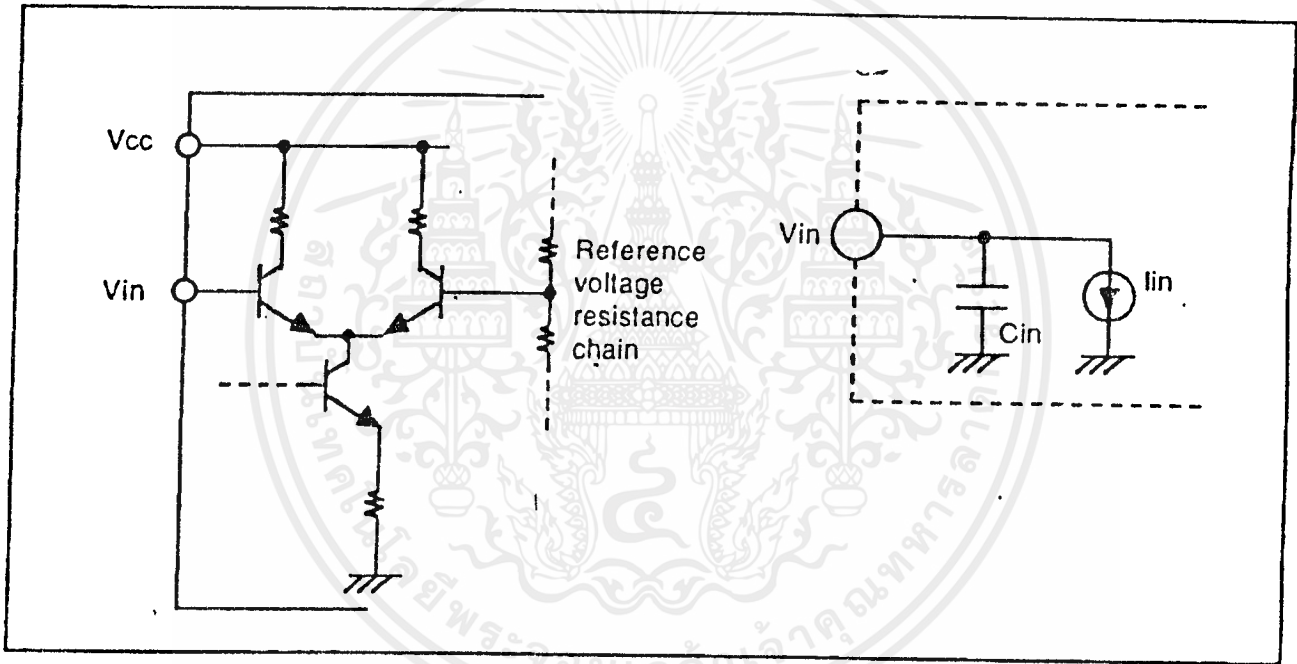 Vcc
Vin
Reference
voltage
resistance
chain
Vin
Cin
Iin